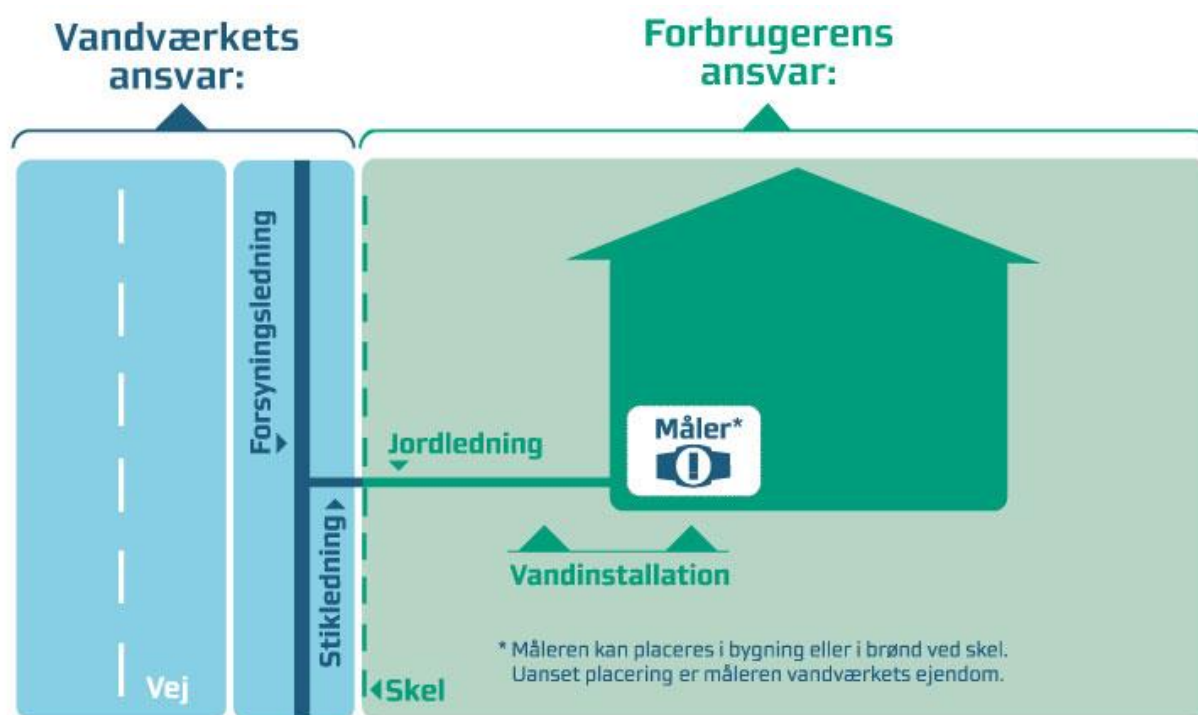 Vandværkets
ansvar:
Forbrugerens
ansvar:
Forsyningsledning
Stikledning
Vej
Jordledning
Måler*
Vandinstallation
Skel
* Måleren kan placeres i bygning eller i brønd ved skel.
Uanset placering er måleren vandværkets ejendom.